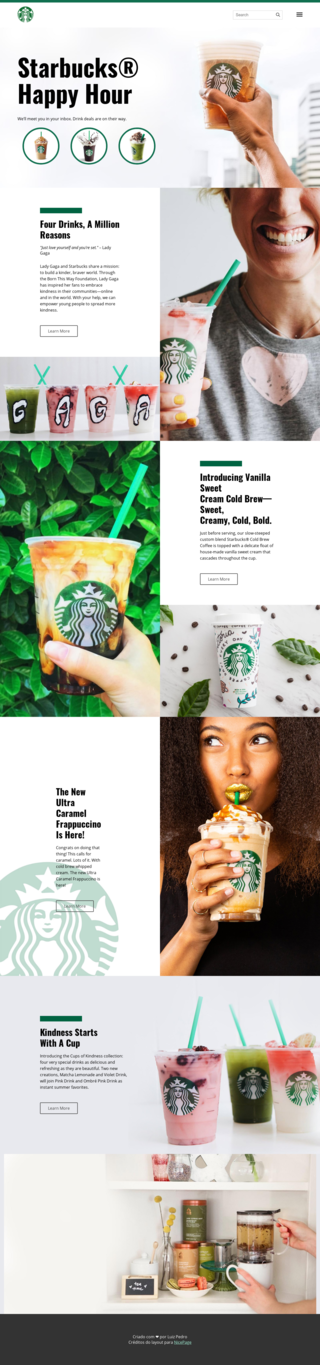 Search
Starbucks®
Happy Hour
We'll meet you in your inbox. Drink deals are on their way.
Four Drinks, A Million
Reasons
"Just love yourself and you're set." – Lady
Gaga
Lady Gaga and Starbucks share a mission:
to build a kinder, braver world. Through
the Born This Way Foundation, Lady Gaga
has inspired her fans to embrace
kindness in their communities—online
and in the world. With your help, we can
empower young people to spread more
kindness.
Learn More
GAGA
Introducing Vanilla
Sweet
Cream Cold Brew—
Sweet,
Creamy, Cold, Bold.
Just before serving, our slow-steeped
custom blend Starbucks® Cold Brew
Coffee is topped with a delicate float of
house-made vanilla sweet cream that
cascades throughout the cup.
Learn More
The New
Ultra
Caramel
Frappuccino
Is Here!
Congrats on doing that
thing! This calls for
caramel. Lots of it. With
cold brew whipped
cream. The new Ultra
Caramel Frappuccino is
here!
Learn More
Kindness Starts
With A Cup
Introducing the Cups of Kindness collection:
four very special drinks as delicious and
refreshing as they are beautiful. Two new
creations, Matcha Lemonade and Violet Drink,
will join Pink Drink and Ombré Pink Drink as
instant summer favorites.
Learn More
Criado com ❤ por Luiz Pedro
Créditos do layout para NicePage